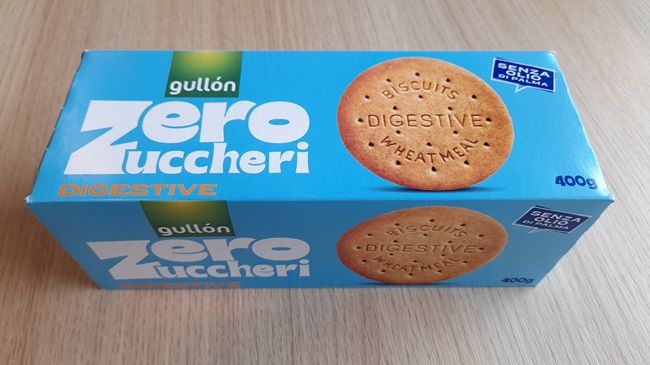 gullón
Zero
Zuccheri
DIGESTIVE
BISCUITS
DIGESTIVE
WHEATMEAL
SENZA
OLIO
DI PALMA
400g
gullón
Zero
Zuccheri
DIGESTIVE
BISCUITS
DIGESTIVE
WHEATMEAL
SENZA
OLIO
DI PALMA
400g